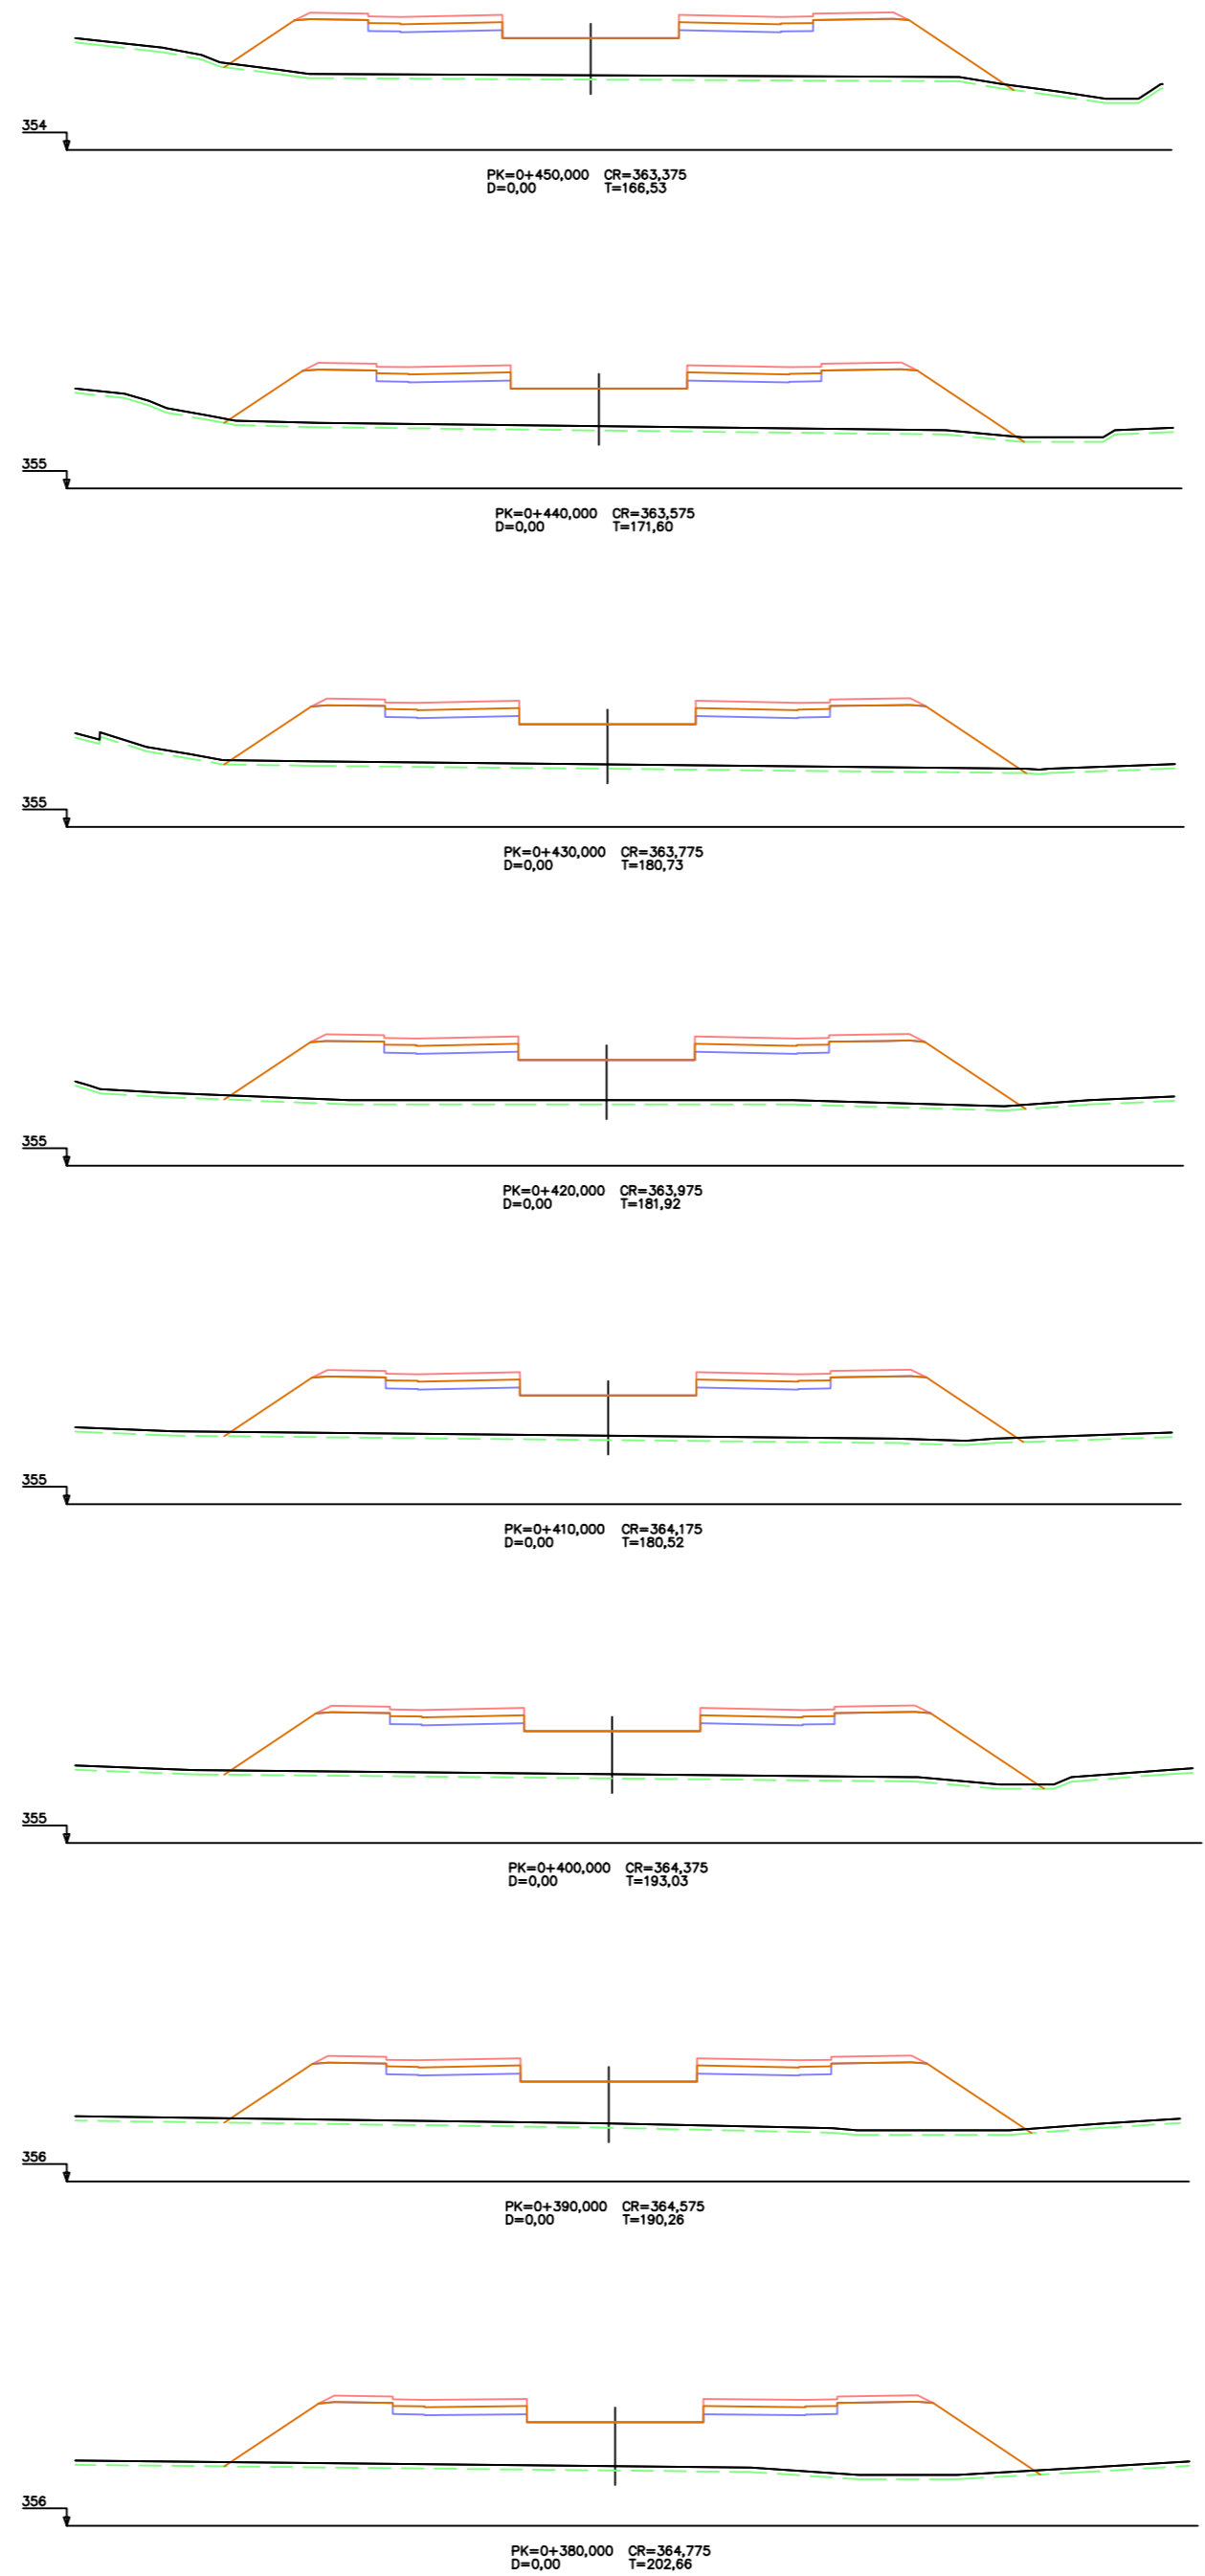 354
PK=0+450,000 CR=363,375
D=0,00 T=166,53
355
PK=0+440,000 CR=363,575
D=0,00 T=171,60
355
PK=0+430,000 CR=363,775
D=0,00 T=180,73
355
PK=0+420,000 CR=363,975
D=0,00 T=181,92
355
PK=0+410,000 CR=364,175
D=0,00 T=180,52
355
PK=0+400,000 CR=364,375
D=0,00 T=193,03
356
PK=0+390,000 CR=364,575
D=0,00 T=190,26
356
PK=0+380,000 CR=364,775
D=0,00 T=202,66